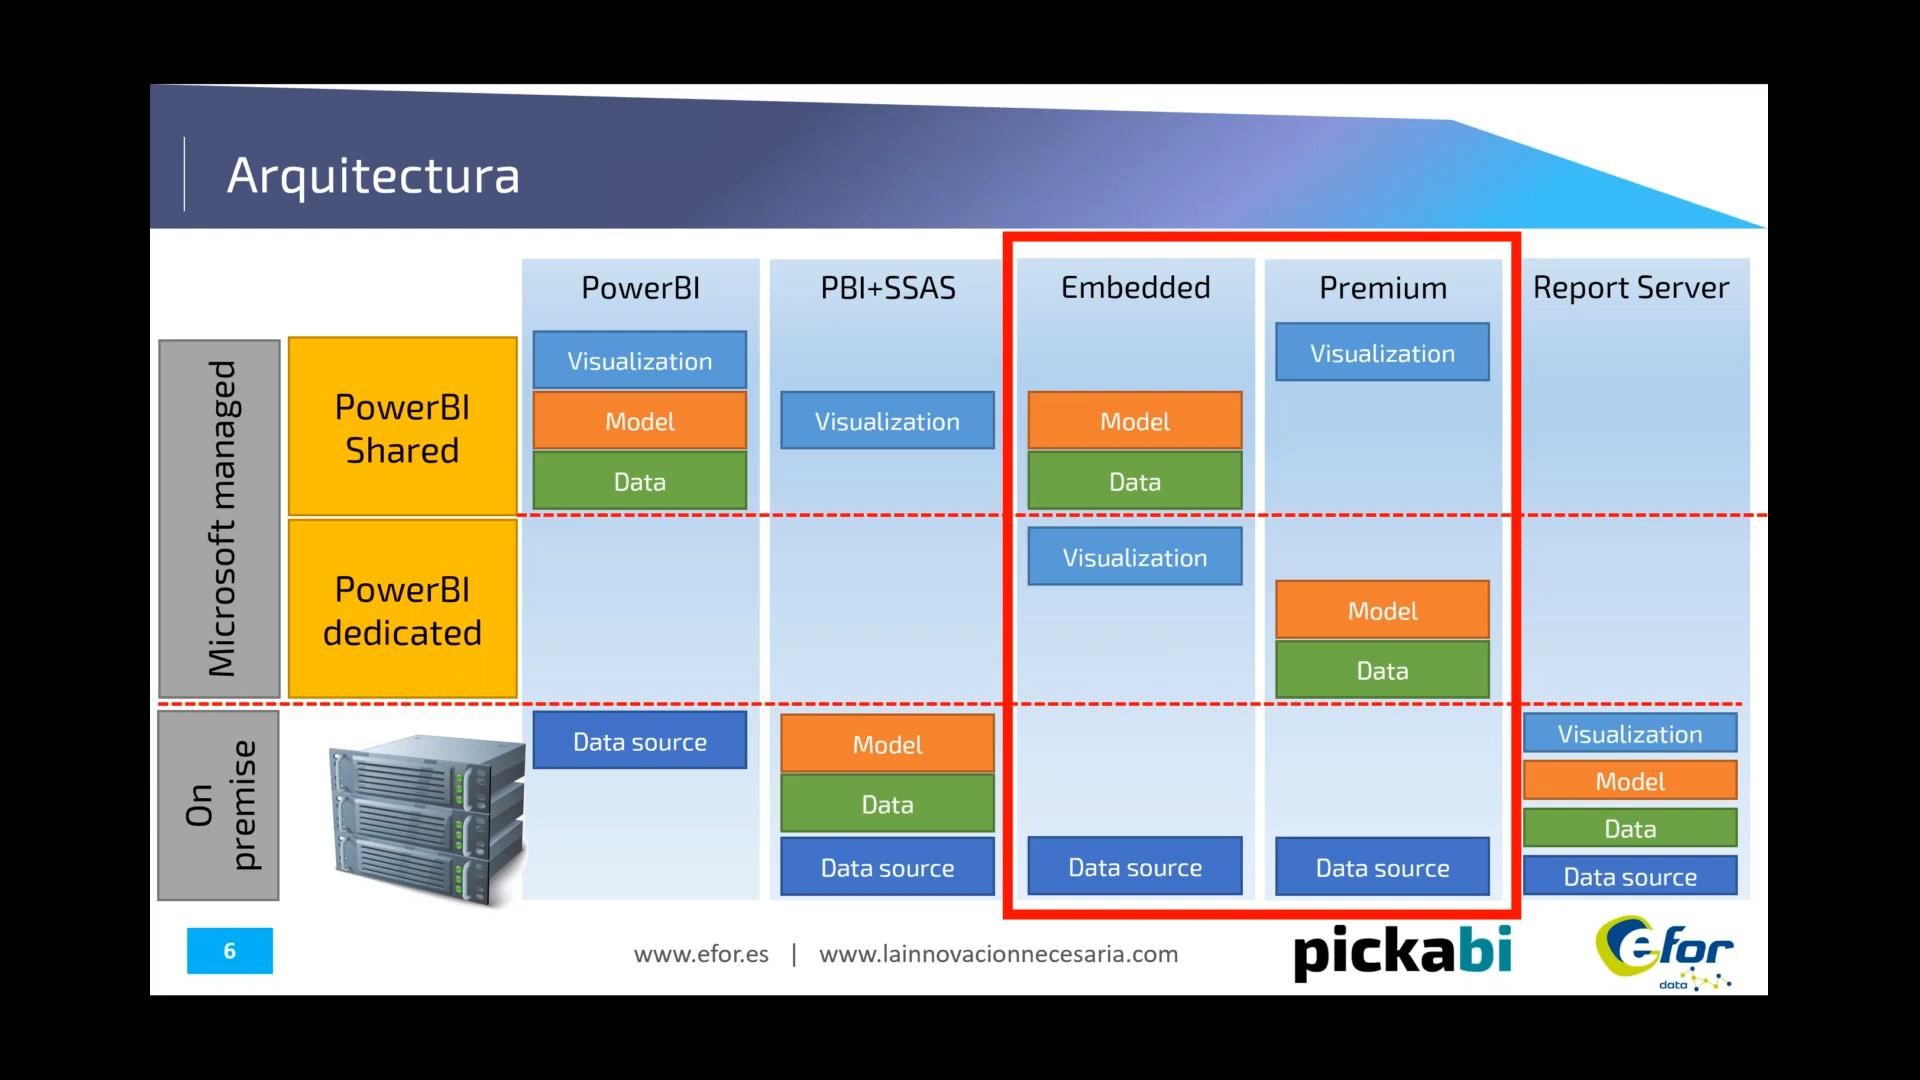 Arquitectura
PowerBI
PBI+SSAS
Embedded
Premium
Report Server
Microsoft managed
PowerBI
Shared
Visualization
Model
Data
Visualization
Model
Data
Visualization
PowerBI
dedicated
Visualization
Model
Data
On
premise
Data source
Model
Data
Data source
Data source
Data source
Visualization
Model
Data
Data source
6
www.efor.es | www.lainnovacionnecesaria.com
pickabi
efor
data